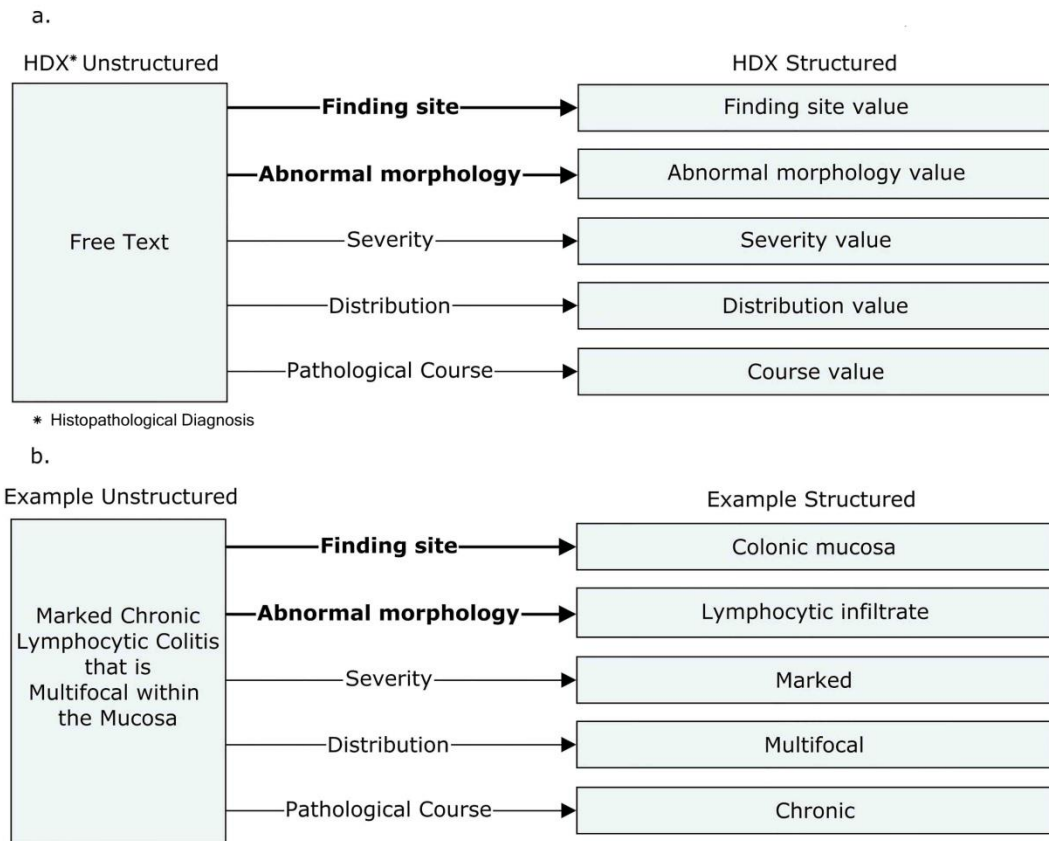 a.
HDX* Unstructured
HDX Structured
Free Text
Finding site
Finding site value
Abnormal morphology
Abnormal morphology value
Severity
Severity value
Distribution
Distribution value
Pathological Course
Course value
* Histopathological Diagnosis
b.
Example Unstructured
Example Structured
Marked Chronic
Lymphocytic Colitis
that is
Multifocal within
the Mucosa
Finding site
Colonic mucosa
Abnormal morphology
Lymphocytic infiltrate
Severity
Marked
Distribution
Multifocal
Pathological Course
Chronic